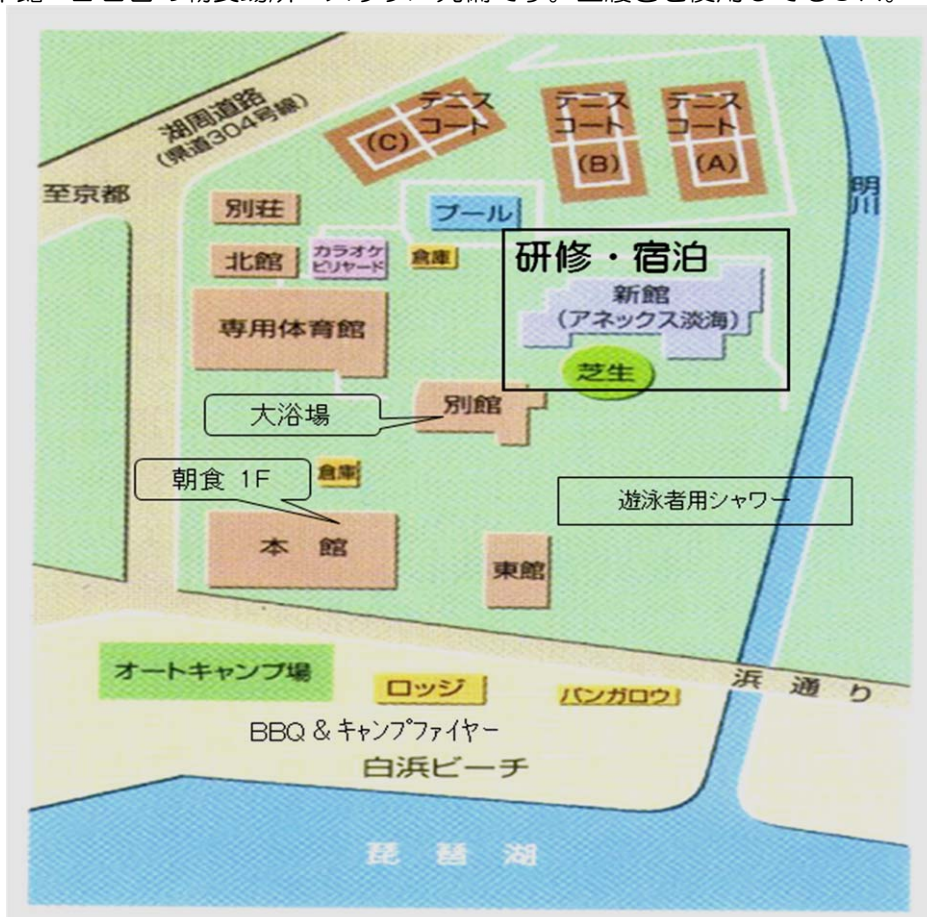 湖周道路
(県道304号線)
至京都
テニス
コート
(C)
テニス
コート
(B)
テニス
コート
(A)
明川
別荘
プール
北館
カラオケ
ビリヤード
倉庫
研修・宿泊
新館
(アネックス淡海)
専用体育館
芝生
大浴場
別館
朝食 1F
倉庫
遊泳者用シャワー
本館
東館
オートキャンプ場
ロッジ
バンガロウ
浜通り
BBQ & キャンプファイヤー
白浜ビーチ
琵琶湖